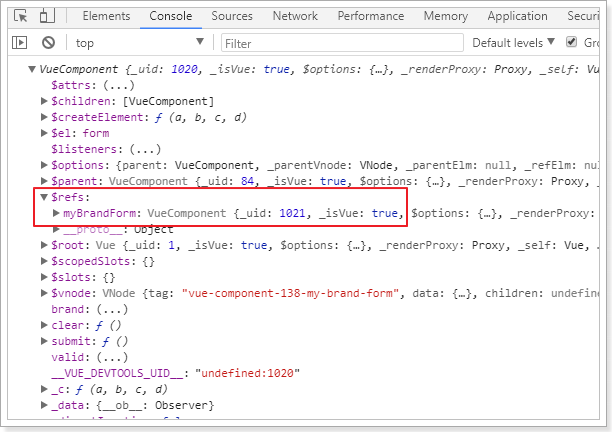 Elements Console Sources Network Performance Memory Application Securi
top ▼ Filter Default levels ▼ Gro
▼VueComponent {_uid: 1020, _isVue: true, $options: {…}, _renderProxy: Proxy, _self: Vu
$attrs: (...)
▶$children: [VueComponent]
▶$createElement: ƒ (a, b, c, d)
▶$el: form
$listeners: (...)
▶$options: {parent: VueComponent, _parentVnode: VNode, _parentElm: null, _refElm: nul
▶$parent: VueComponent {_uid: 84, _isVue: true, $options: {…}, _renderProxy: Proxy, _
▼$refs:
▶myBrandForm: VueComponent {_uid: 1021, _isVue: true, $options: {…}, _renderProxy:
▶__proto__: Object
▶$root: Vue {_uid: 1, _isVue: true, $options: {…}, _renderProxy: Proxy, _self: Vue,
▶$scopedSlots: {}
▶$slots: {}
▶$vnode: VNode {tag: "vue-component-138-my-brand-form", data: {…}, children: undefine
brand: (...)
▶clear: ƒ ()
▶submit: ƒ ()
valid: (...)
__VUE_DEVTOOLS_UID__: "undefined:1020"
▶_c: ƒ (a, b, c, d)
▶_data: {__ob__: Observer}